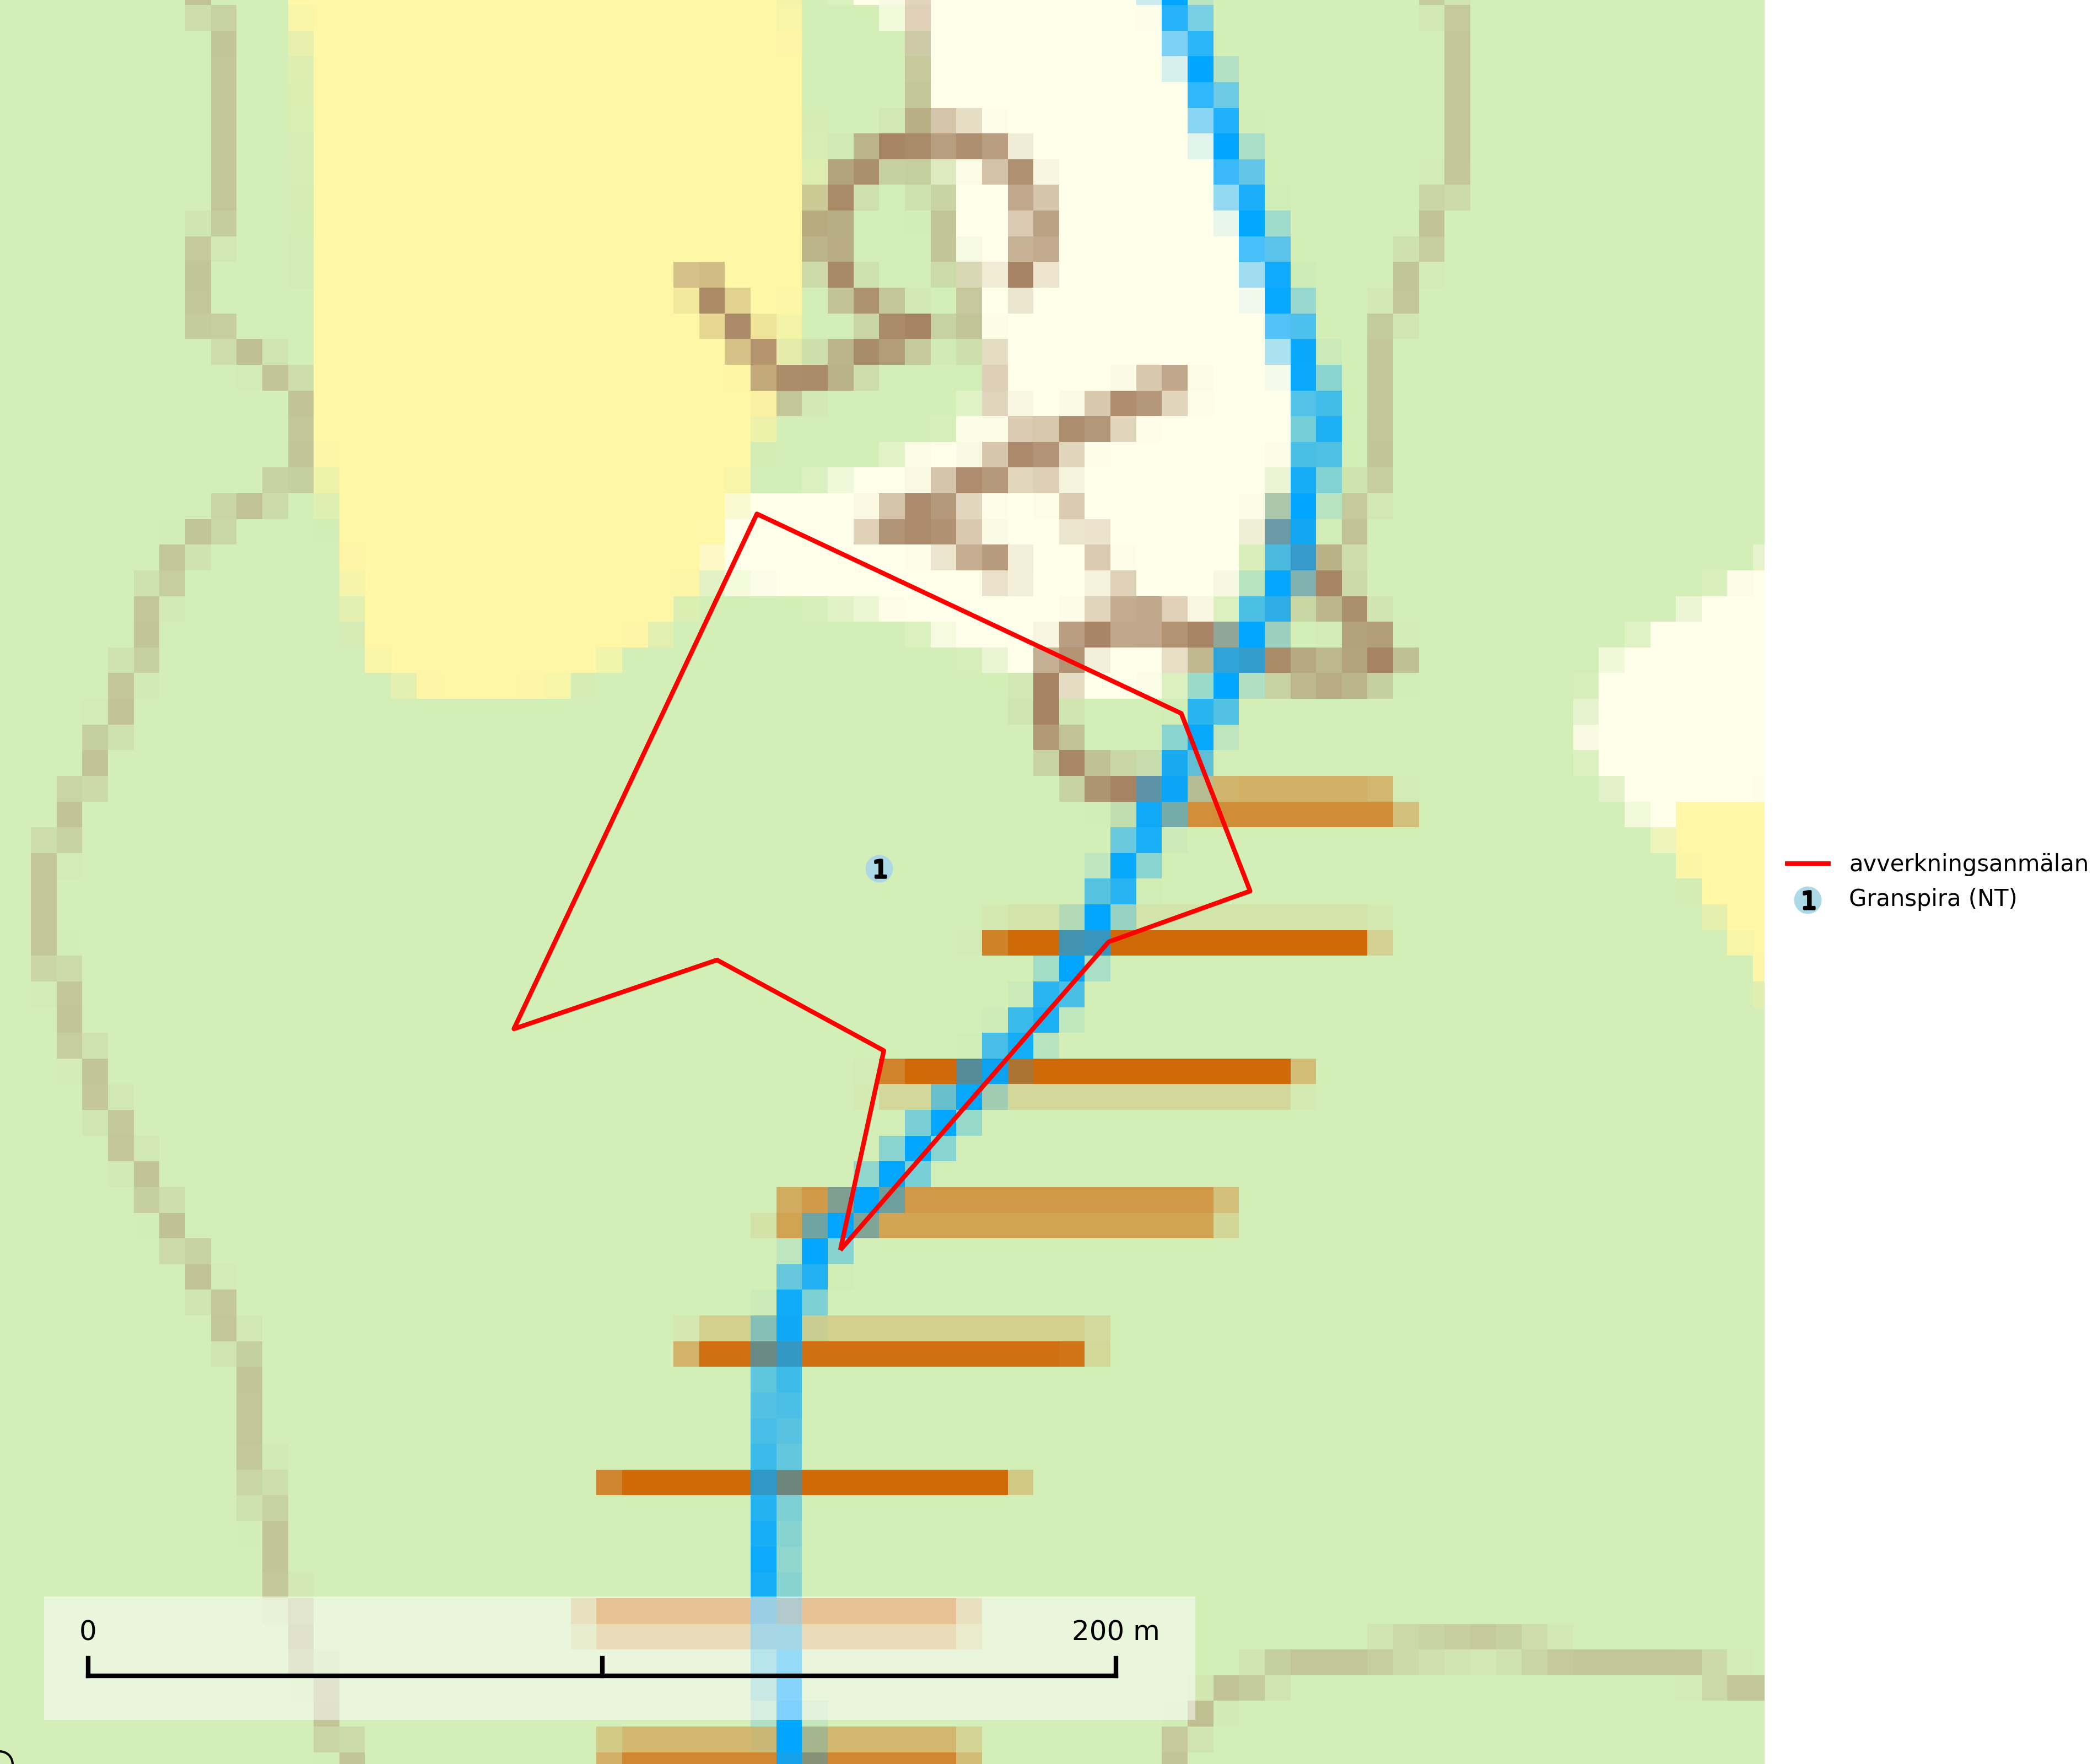 1
avverkningsanmälan
1 Granspira (NT)
0 200 m